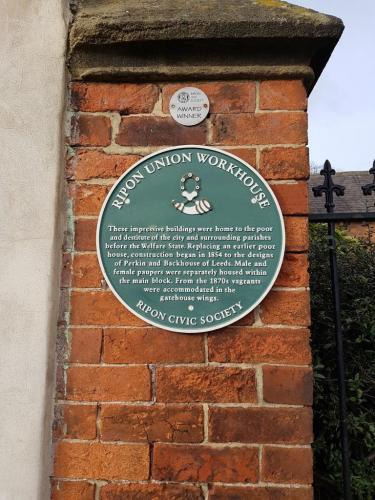 AWARD
WINNER
RIPON UNION WORKHOUSE
These impressive buildings were home to the poor
and destitute of the city and surrounding parishes
before the Welfare State. Replacing an earlier poor
house, construction began in 1854 to the designs
of Perkin and Backhouse of Leeds. Male and
female paupers were separately housed within
the main block. From the 1870s vagrants
were accommodated in the
gatehouse wings.
RIPON CIVIC SOCIETY